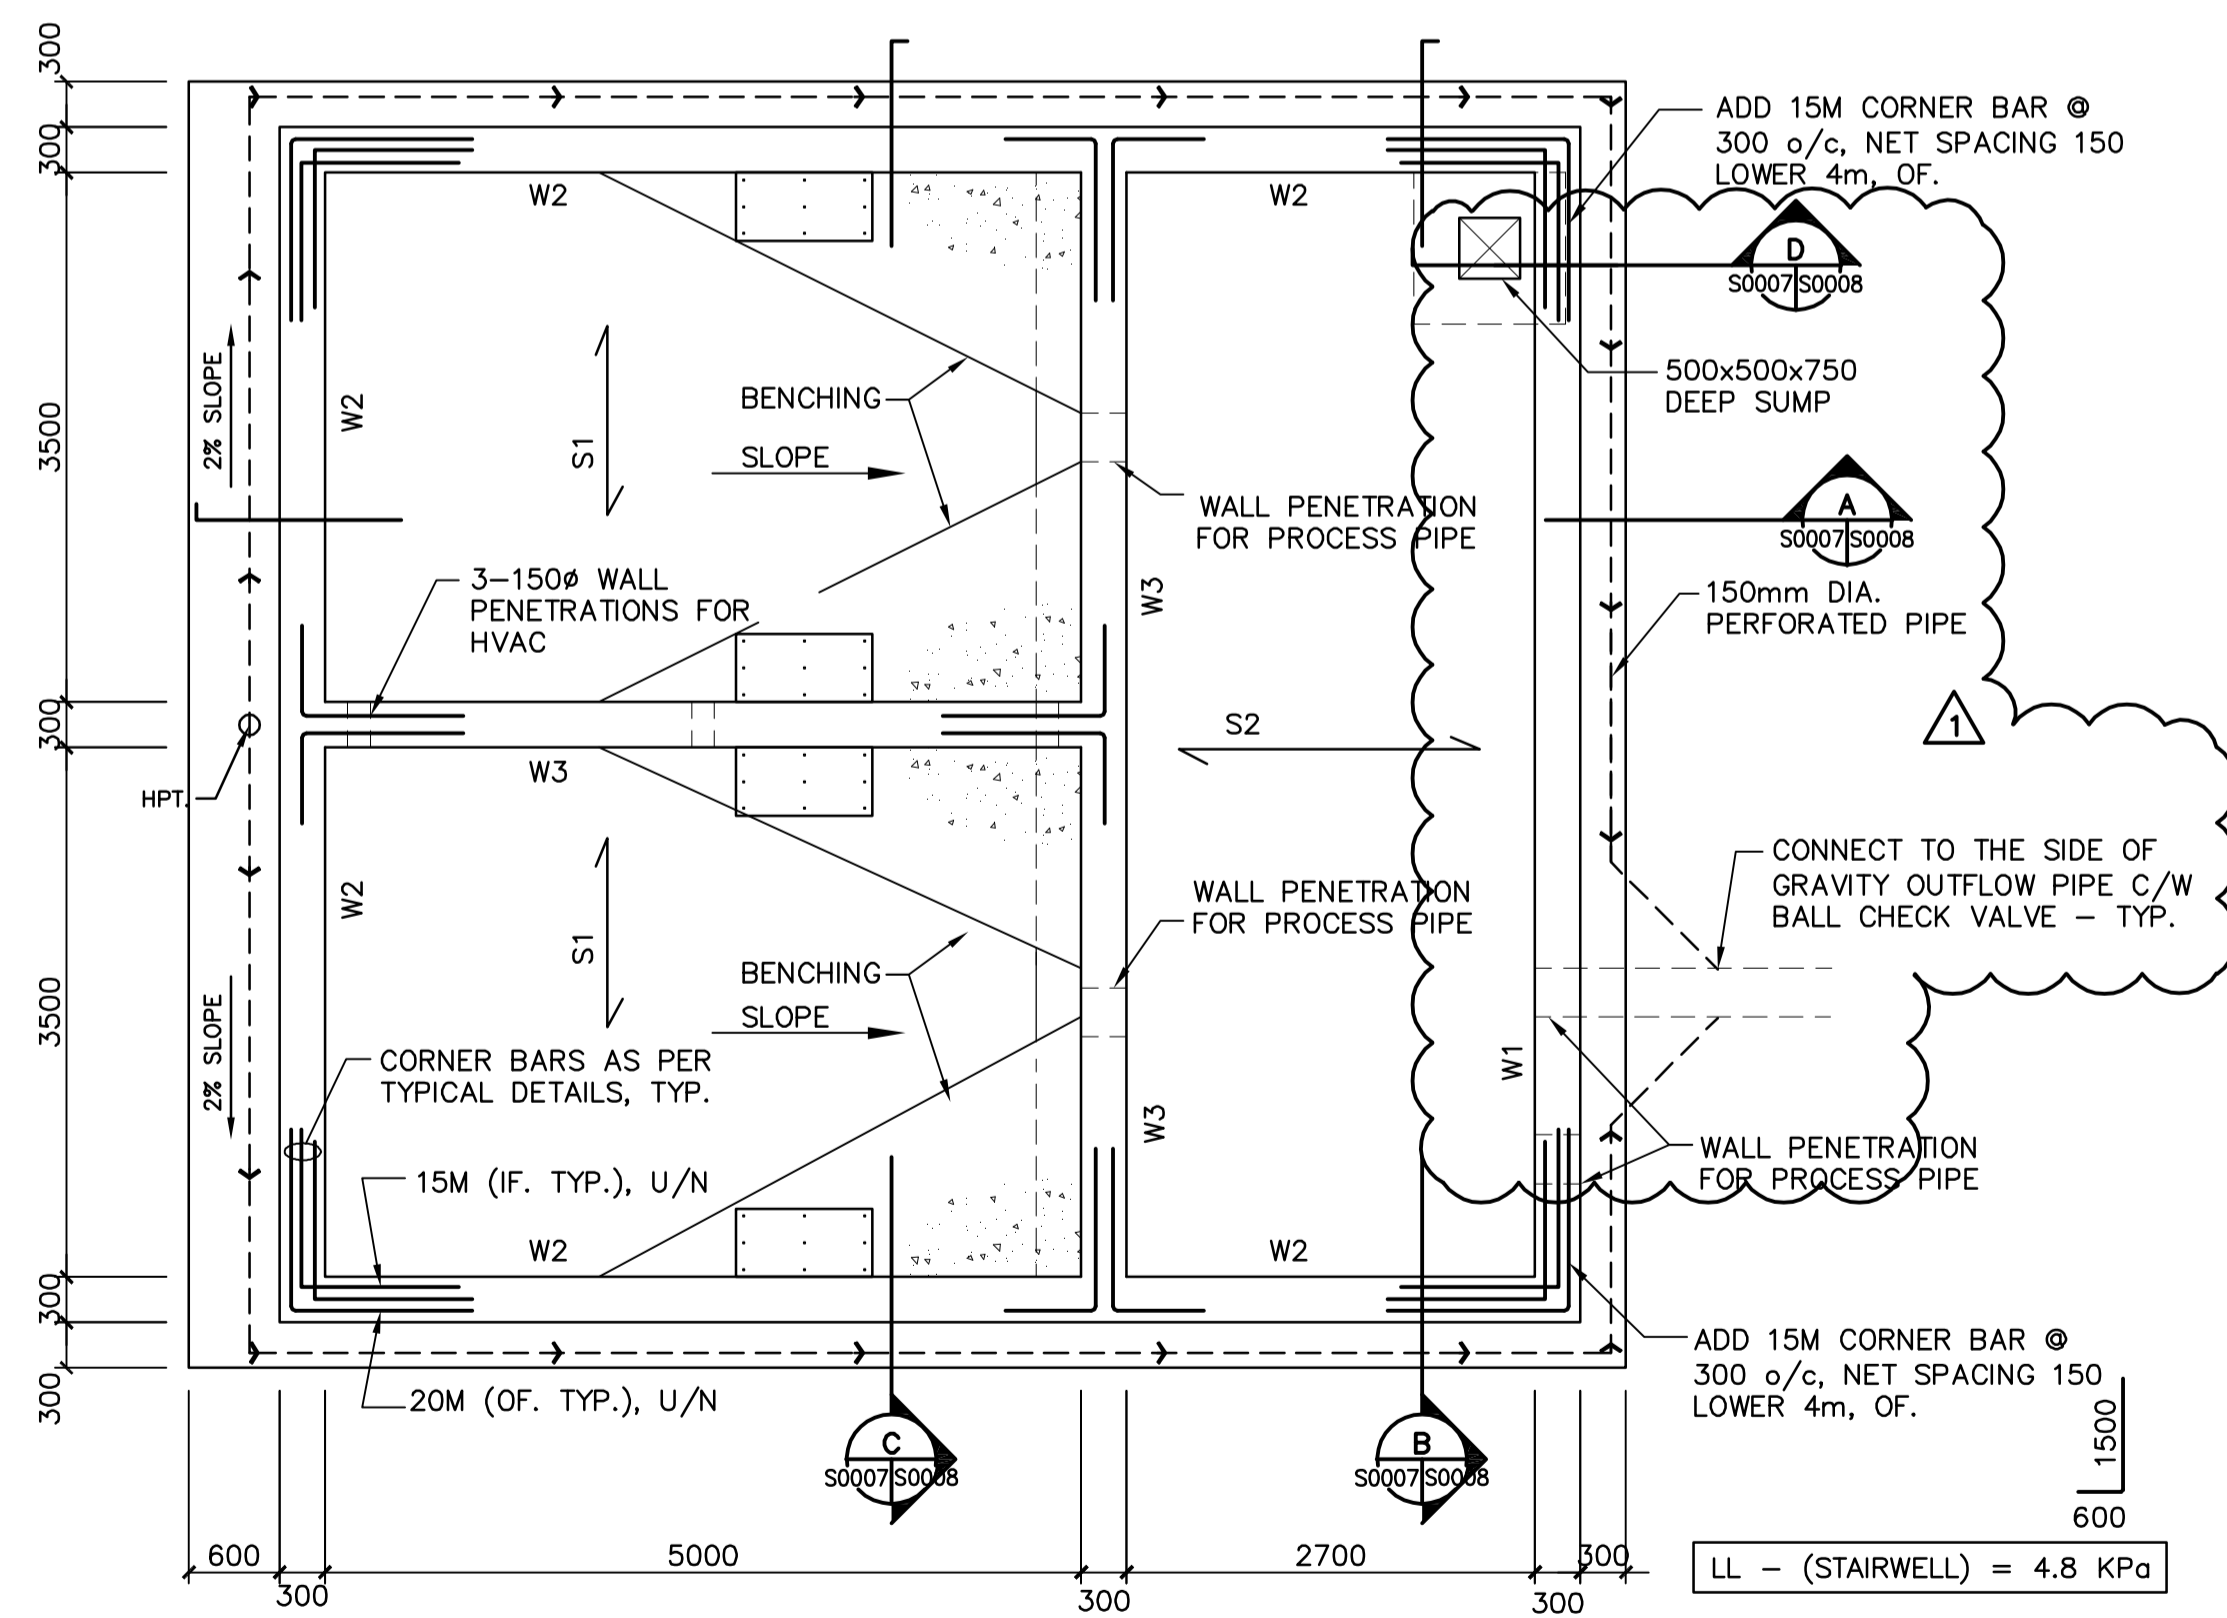 300
300
3500
300
3500
300
300
2% SLOPE
2% SLOPE
HPT.
W2
W2
W2
S1
BENCHING
SLOPE
3-150ø WALL
PENETRATIONS FOR
HVAC
W3
W2
S1
BENCHING
SLOPE
CORNER BARS AS PER
TYPICAL DETAILS, TYP.
15M (IF. TYP.), U/N
W2
W2
20M (OF. TYP.), U/N
WALL PENETRATION
FOR PROCESS PIPE
W3
S2
WALL PENETRATION
FOR PROCESS PIPE
W3
W1
ADD 15M CORNER BAR @
300 o/c, NET SPACING 150
LOWER 4m, OF.
D
S0007 S0008
500x500x750
DEEP SUMP
A
S0007 S0008
150mm DIA.
PERFORATED PIPE
1
CONNECT TO THE SIDE OF
GRAVITY OUTFLOW PIPE C/W
BALL CHECK VALVE – TYP.
WALL PENETRATION
FOR PROCESS PIPE
ADD 15M CORNER BAR @
300 o/c, NET SPACING 150
LOWER 4m, OF.
C
S0007 S0008
B
S0007 S0008
1500
600
600
300
5000
300
2700
300
300
LL – (STAIRWELL) = 4.8 KPa